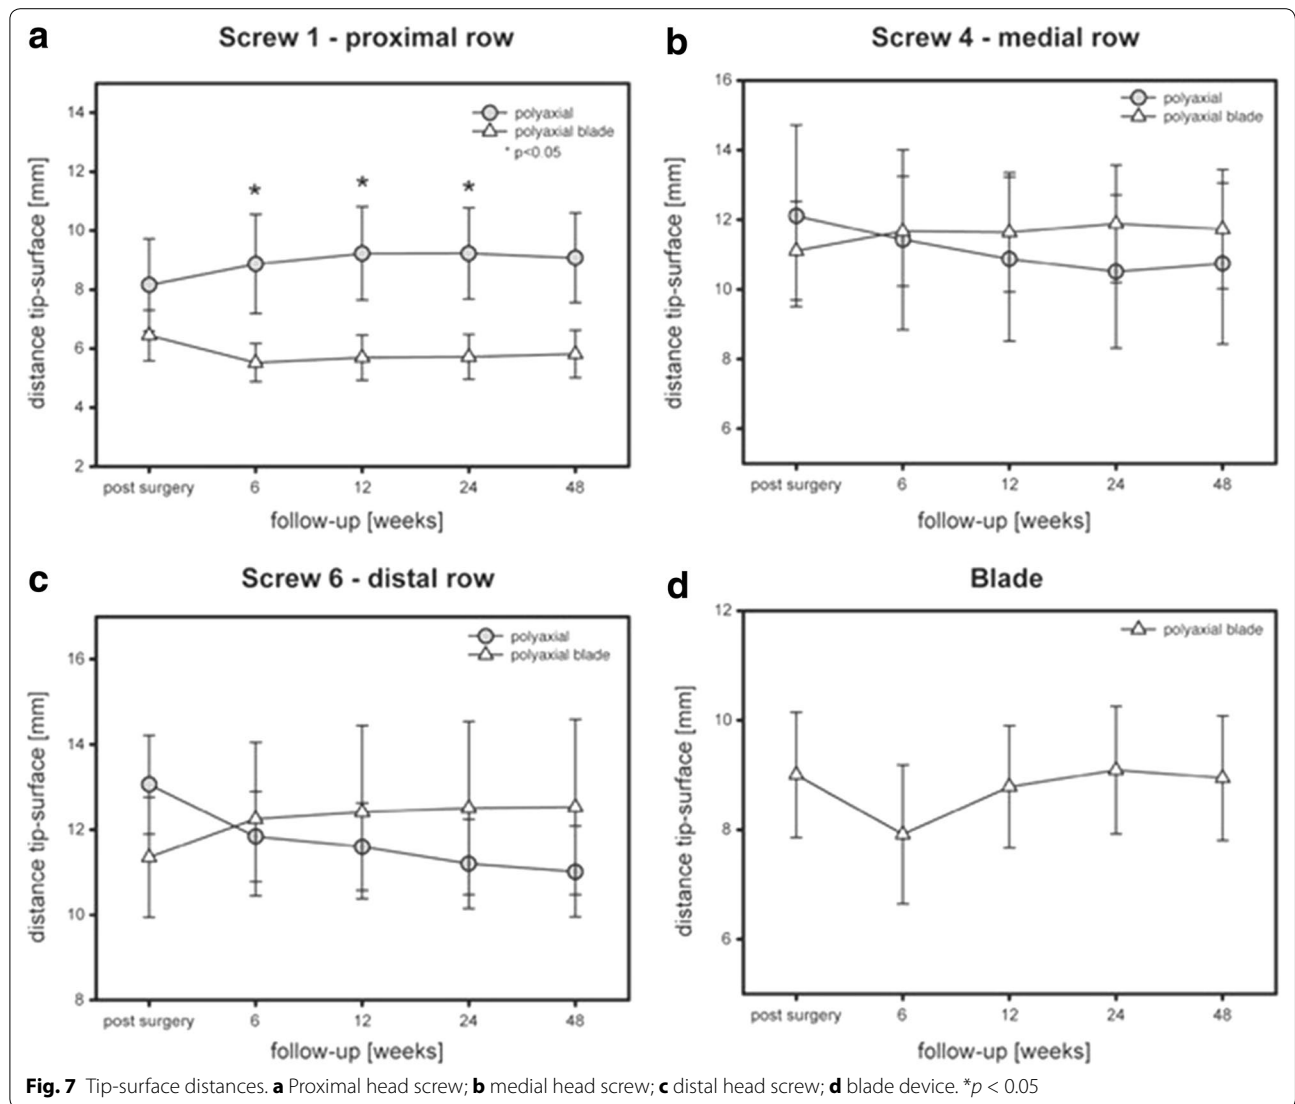 a
Screw 1 - proximal row
14
12
10
8
6
4
2
distance tip-surface [mm]
polyaxial
polyaxial blade
* p<0.05
*
*
*
post surgery 6 12 24 48
follow-up [weeks]
b
Screw 4 - medial row
16
14
12
10
8
6
distance tip-surface [mm]
polyaxial
polyaxial blade
post surgery 6 12 24 48
follow-up [weeks]
c
Screw 6 - distal row
16
14
12
10
8
distance tip-surface [mm]
polyaxial
polyaxial blade
post surgery 6 12 24 48
follow-up [weeks]
d
Blade
12
10
8
6
distance tip-surface [mm]
polyaxial blade
post surgery 6 12 24 48
follow-up [weeks]
Fig. 7 Tip-surface distances. a Proximal head screw; b medial head screw; c distal head screw; d blade device. *p < 0.05